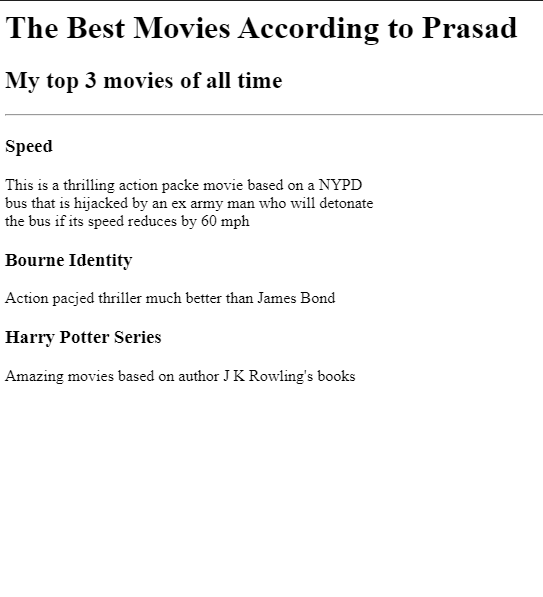 The Best Movies According to Prasad
My top 3 movies of all time
Speed
This is a thrilling action packe movie based on a NYPD
bus that is hijacked by an ex army man who will detonate
the bus if its speed reduces by 60 mph
Bourne Identity
Action pacjed thriller much better than James Bond
Harry Potter Series
Amazing movies based on author J K Rowling's books